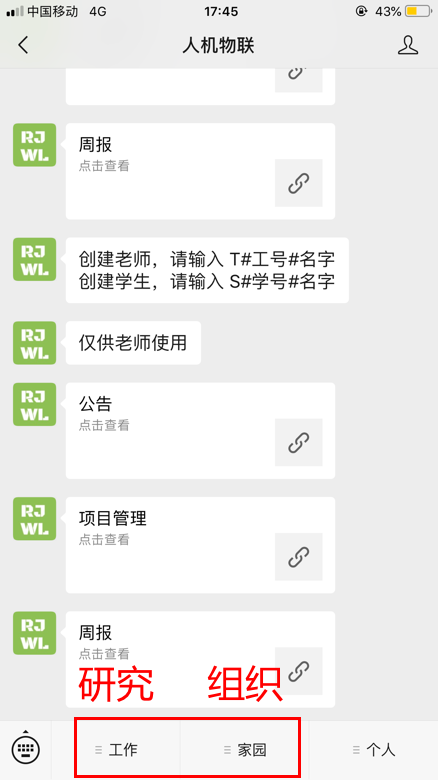 中国移动 4G 17:45 43%
人机物联
RJ
WL
周报
点击查看
RJ
WL
创建老师，请输入 T#工号#名字
创建学生，请输入 S#学号#名字
RJ
WL
仅供老师使用
RJ
WL
公告
点击查看
RJ
WL
项目管理
点击查看
RJ
WL
周报
点击查看
研究 组织
工作 家园 个人